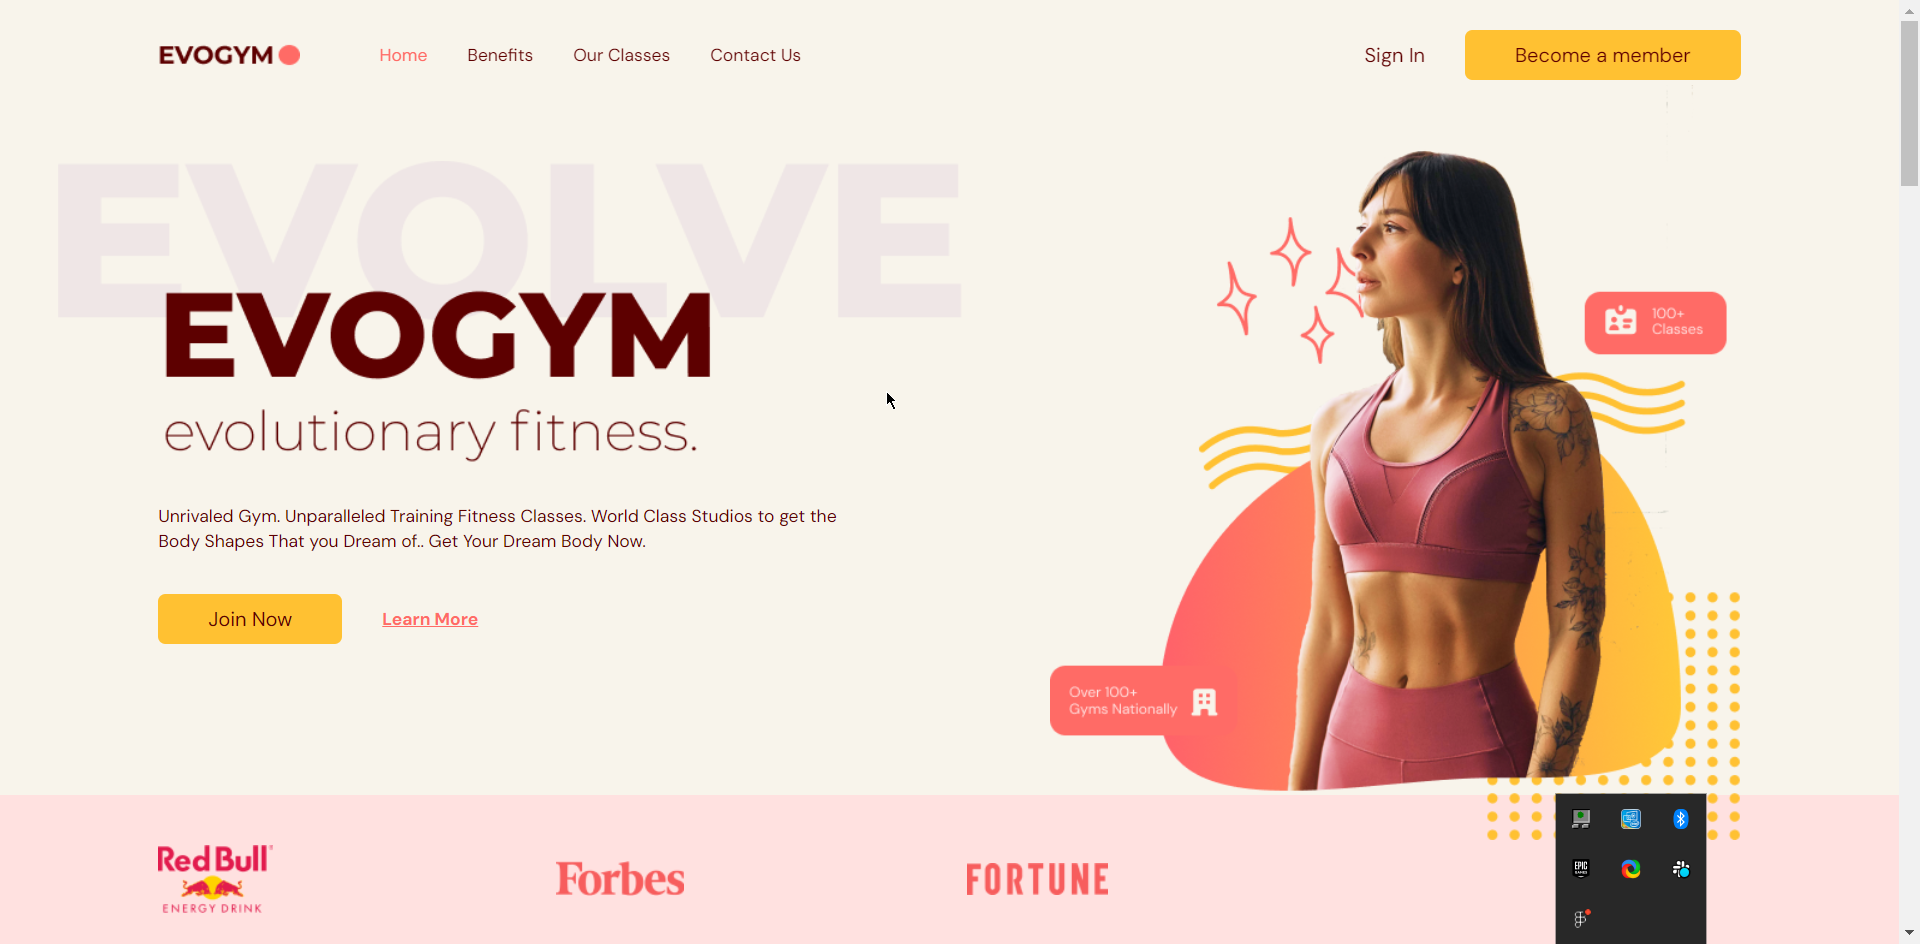 EVOGYM
Home
Benefits
Our Classes
Contact Us
Sign In
Become a member
EVOLVE
EVOGYM
evolutionary fitness.
Unrivaled Gym. Unparalleled Training Fitness Classes. World Class Studios to get the
Body Shapes That you Dream of.. Get Your Dream Body Now.
Join Now
Learn More
100+
Classes
Over 100+
Gyms Nationally
Red Bull
ENERGY DRINK
Forbes
FORTUNE
EPIC
GAMES